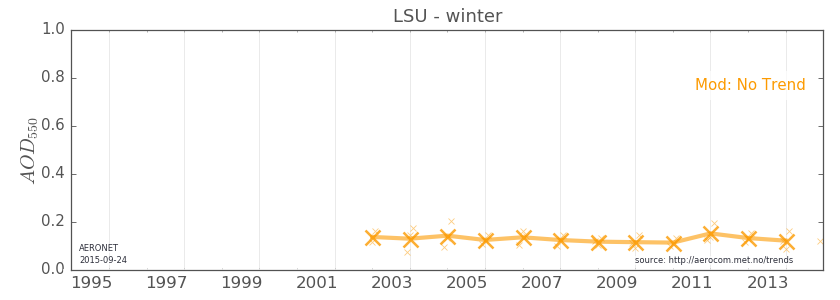 LSU - winter
1.0
0.8
0.6
0.4
0.2
0.0
AOD550
Mod: No Trend
AERONET
2015-09-24
source: http://aerocom.met.no/trends
1995 1997 1999 2001 2003 2005 2007 2009 2011 2013